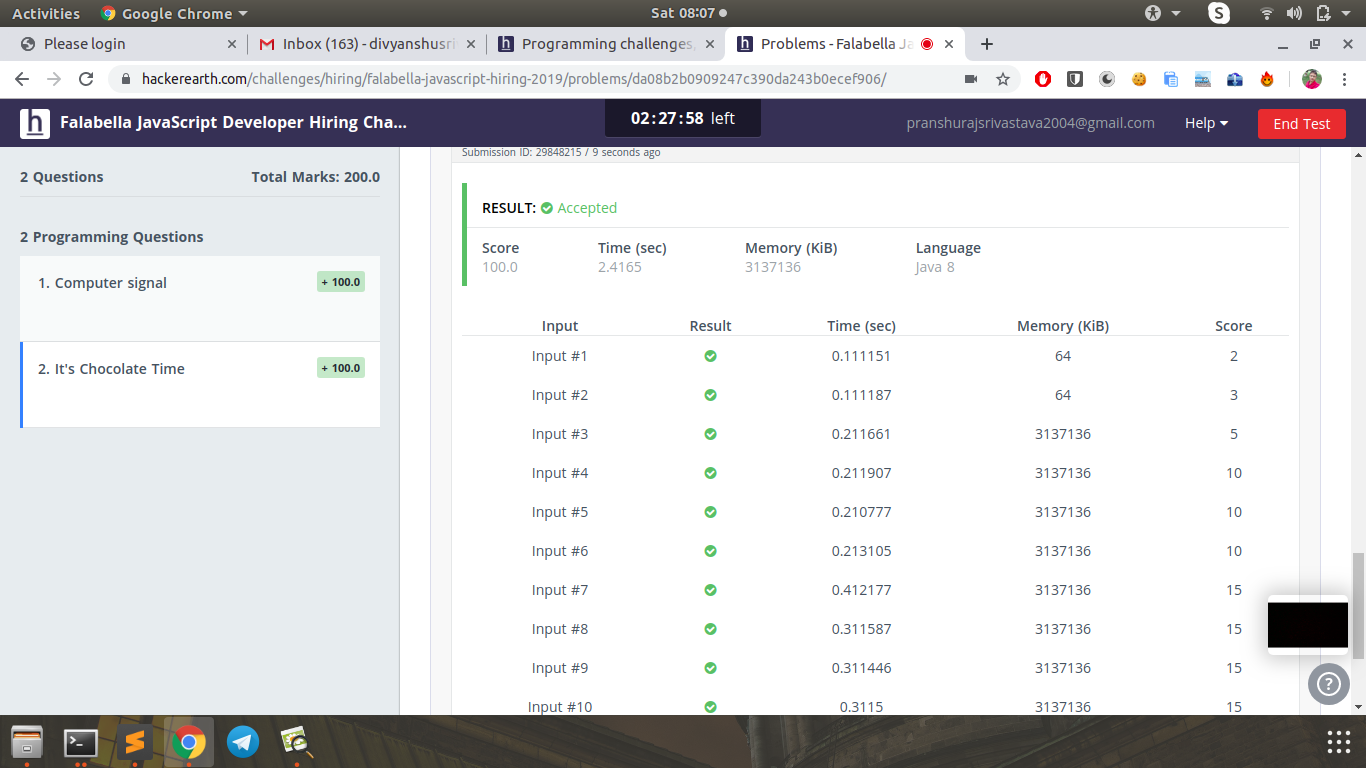 Activities Google Chrome Sat 08:07 S
Please login Inbox (163) - divyanshusri Programming challenges, Problems - Falabella Ja
hackerearth.com/challenges/hiring/falabella-javascript-hiring-2019/problems/da08b2b0909247c390da243b0ecef906/
h Falabella JavaScript Developer Hiring Cha... 02:27:58 left pranshurajsrivastava2004@gmail.com Help End Test
Submission ID: 29848215 / 9 seconds ago
2 Questions Total Marks: 200.0
2 Programming Questions
1. Computer signal + 100.0
2. It's Chocolate Time + 100.0
RESULT: Accepted
Score Time (sec) Memory (KiB) Language
100.0 2.4165 3137136 Java 8
Input Result Time (sec) Memory (KiB) Score
Input #1 0.111151 64 2
Input #2 0.111187 64 3
Input #3 0.211661 3137136 5
Input #4 0.211907 3137136 10
Input #5 0.210777 3137136 10
Input #6 0.213105 3137136 10
Input #7 0.412177 3137136 15
Input #8 0.311587 3137136 15
Input #9 0.311446 3137136 15
Input #10 0.3115 3137136 15
?